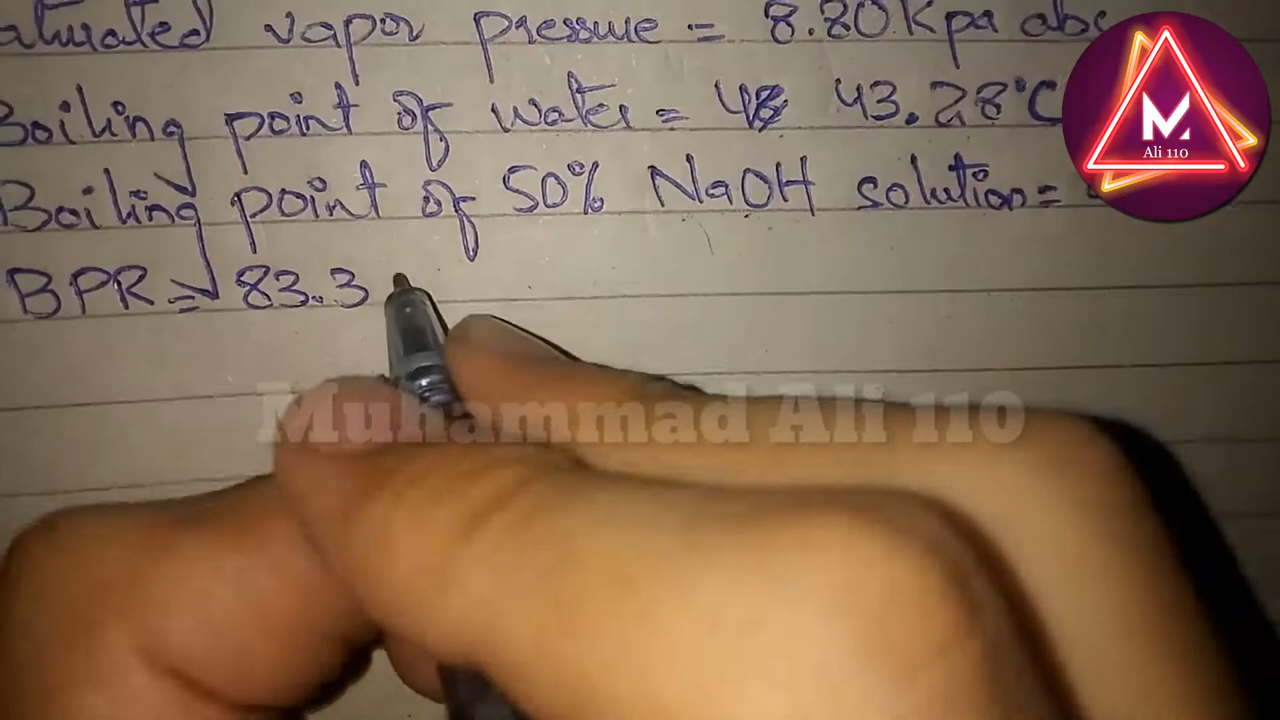 aturated vapor pressure = 8.80 Kpa abs
Boiling point of water = 43.28°C
Boiling point of 50% NaOH solution =
BPR = 83.3
M.
Ali 110
Muhammad Ali 110